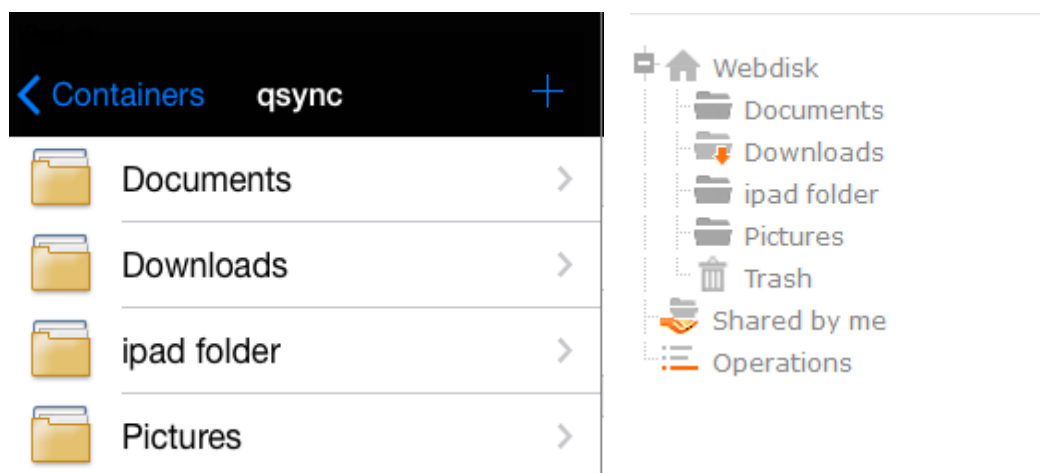 Containers qsync +
Documents
Downloads
ipad folder
Pictures
Webdisk
Documents
Downloads
ipad folder
Pictures
Trash
Shared by me
Operations